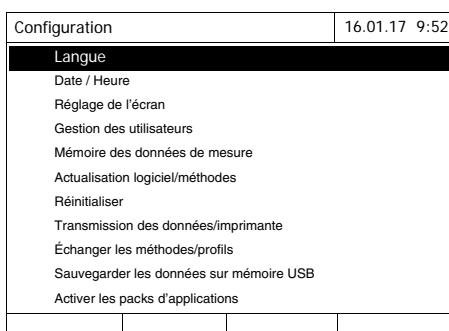 Configuration 16.01.17 9:52
Langue
Date / Heure
Réglage de l'écran
Gestion des utilisateurs
Mémoire des données de mesure
Actualisation logiciel/méthodes
Réinitialiser
Transmission des données/imprimante
Échanger les méthodes/profils
Sauvegarder les données sur mémoire USB
Activer les packs d'applications